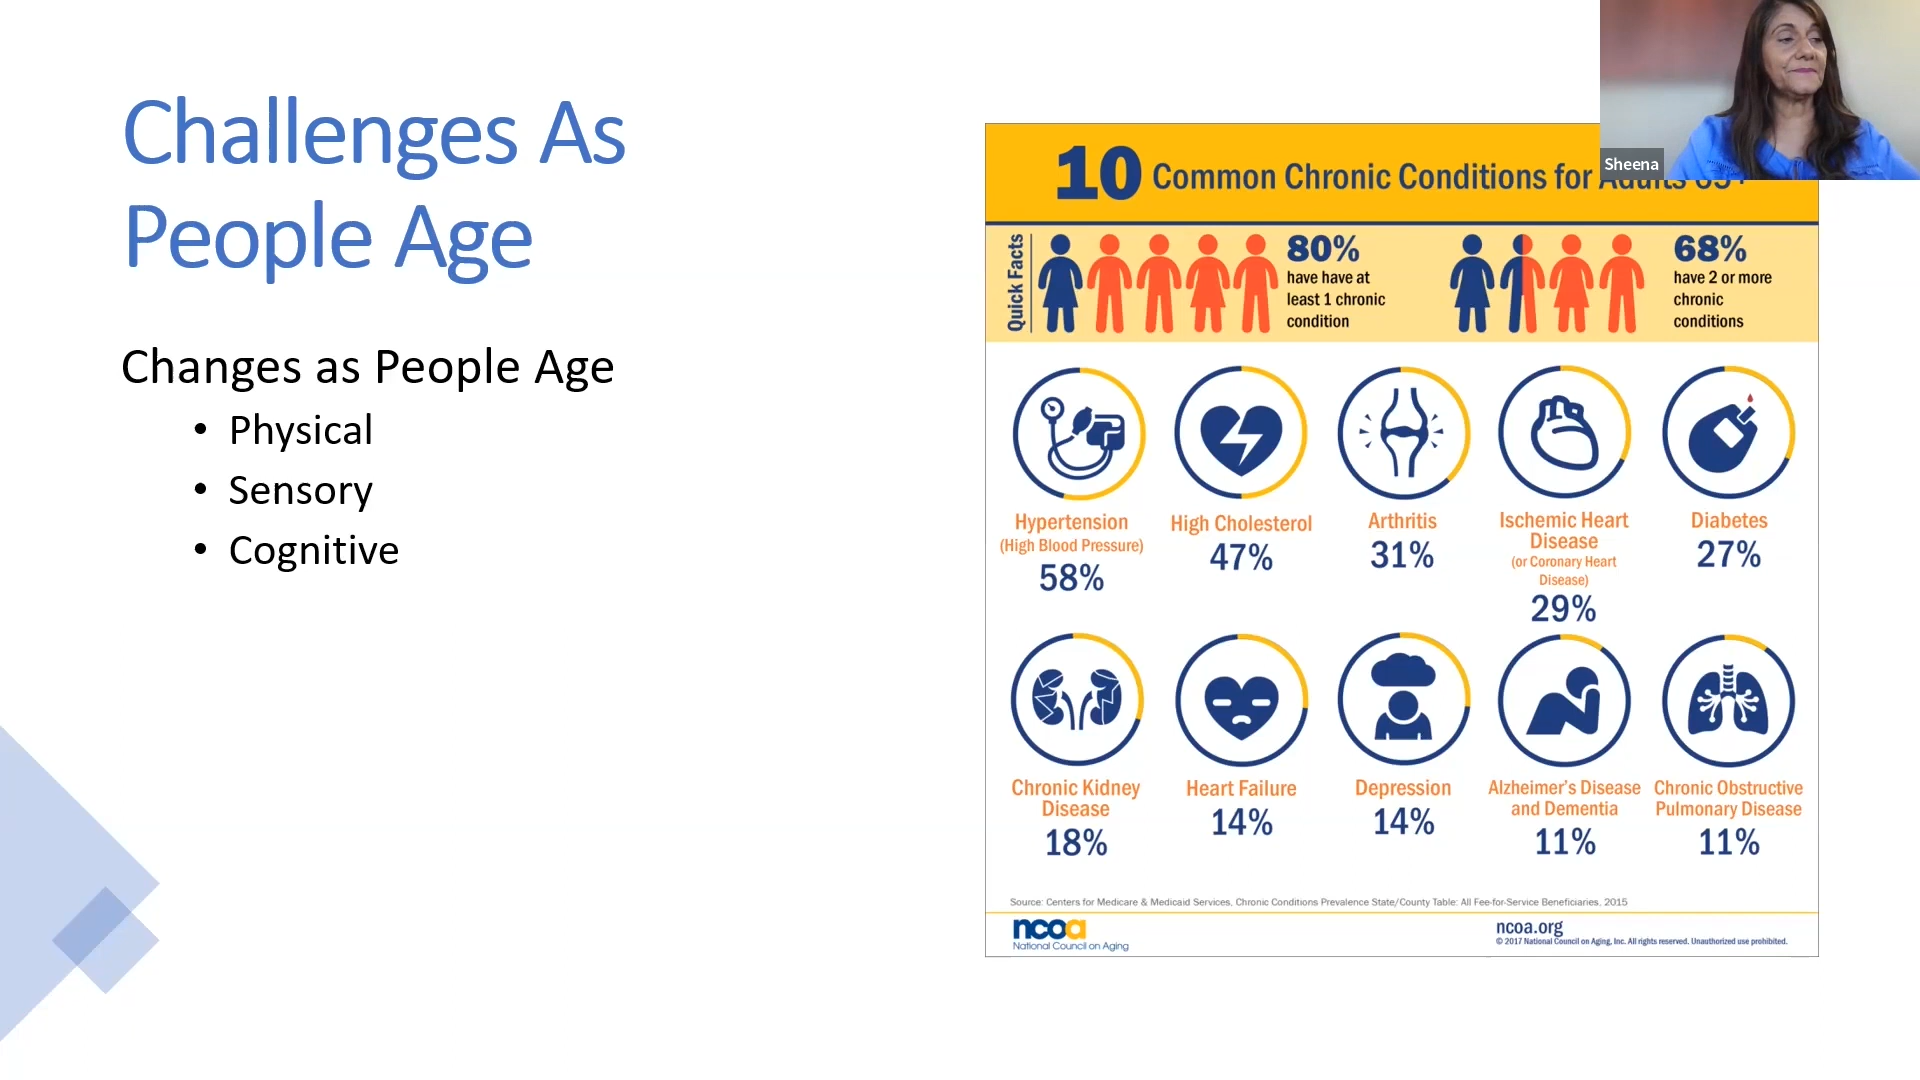 Challenges As
People Age
Changes as People Age
• Physical
• Sensory
• Cognitive
Sheena
10 Common Chronic Conditions for Adults 65+
Quick Facts
80%
have have at
least 1 chronic
condition
68%
have 2 or more
chronic
conditions
Hypertension
(High Blood Pressure)
58%
High Cholesterol
47%
Arthritis
31%
Ischemic Heart
Disease
(or Coronary Heart
Disease)
29%
Diabetes
27%
Chronic Kidney
Disease
18%
Heart Failure
14%
Depression
14%
Alzheimer's Disease
and Dementia
11%
Chronic Obstructive
Pulmonary Disease
11%
Source: Centers for Medicare & Medicaid Services, Chronic Conditions Prevalence State/County Table: All Fee-for-Service Beneficiaries, 2015
ncoa
National Council on Aging
ncoa.org
© 2017 National Council on Aging, Inc. All rights reserved. Unauthorized use prohibited.